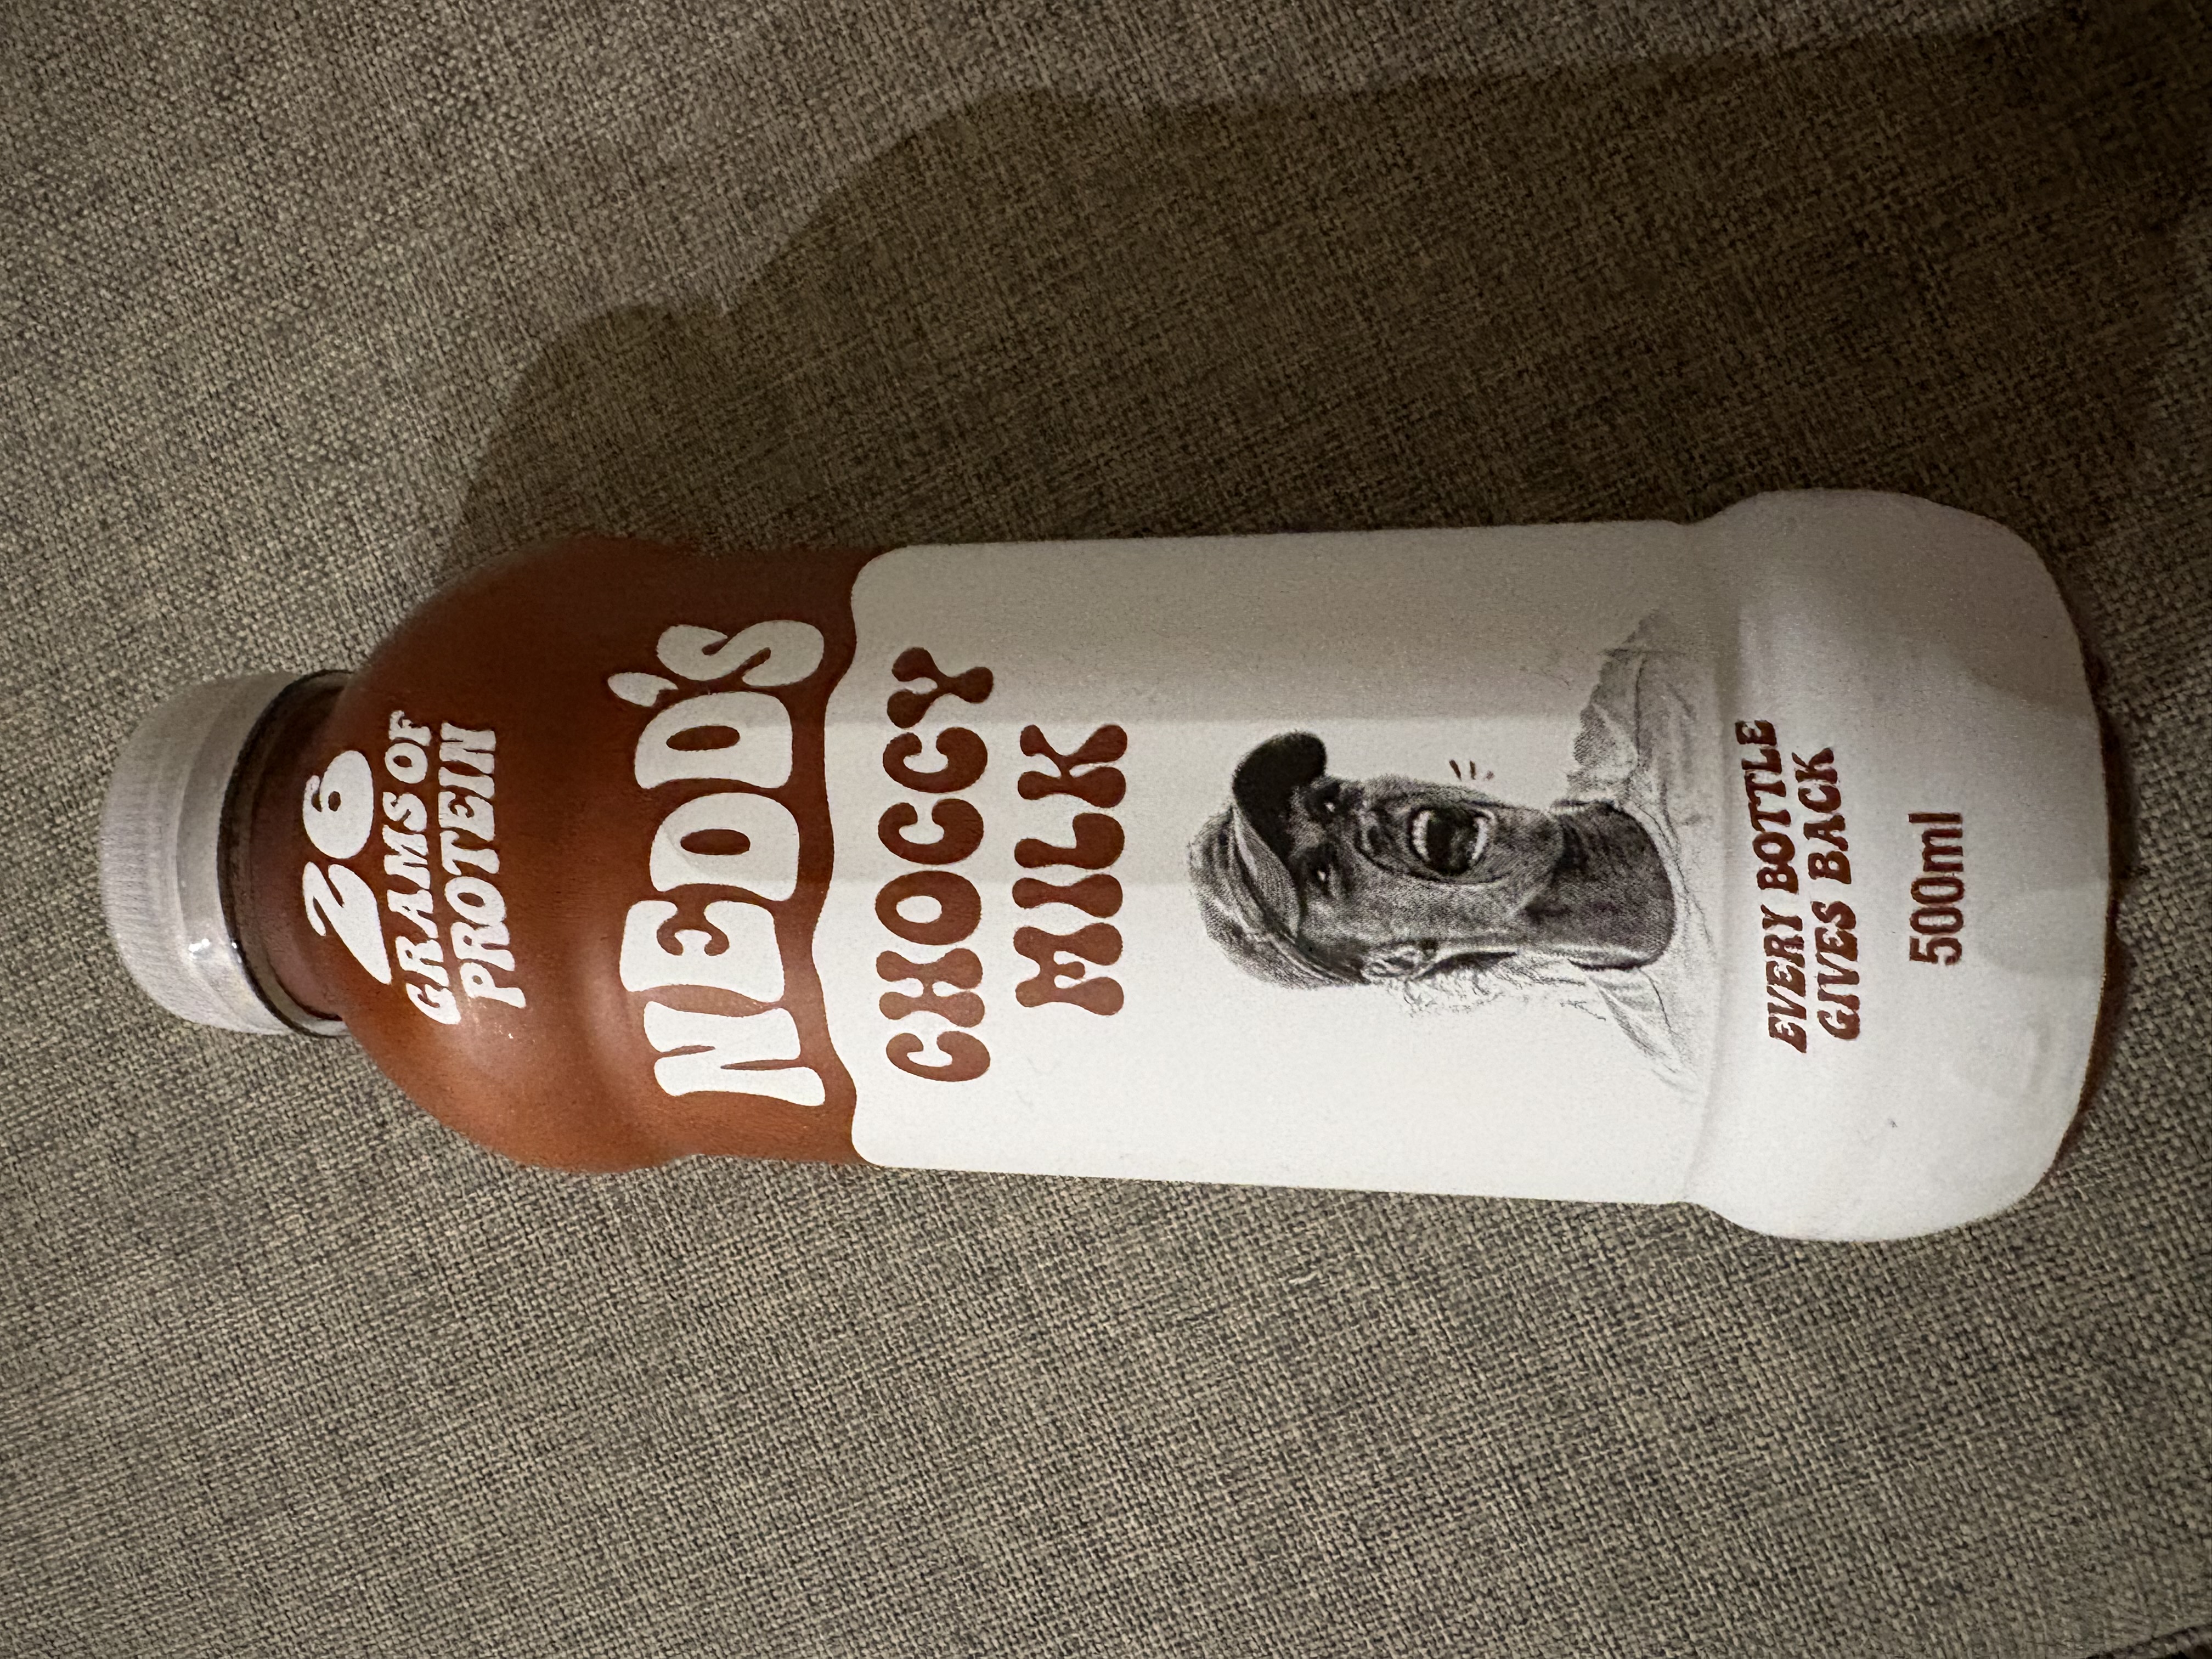 26
GRAMS OF
PROTEIN
NEDD'S
CHOCCY
MILK
EVERY BOTTLE
GIVES BACK
500ml